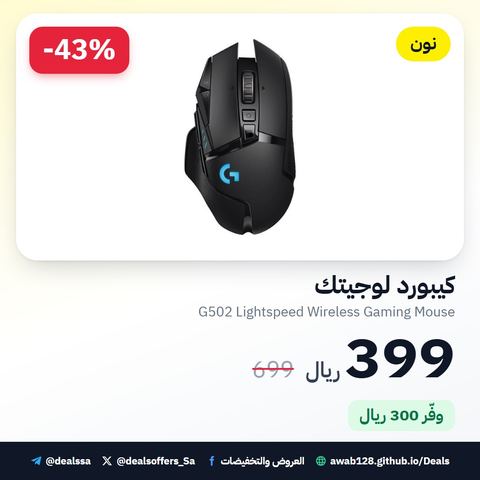 -43%
نون
كيبورد لوجيتك
G502 Lightspeed Wireless Gaming Mouse
399 ريال 699
وفّر 300 ريال
@dealssa @dealsoffers_Sa العروض والتخفيضات awab128.github.io/Deals